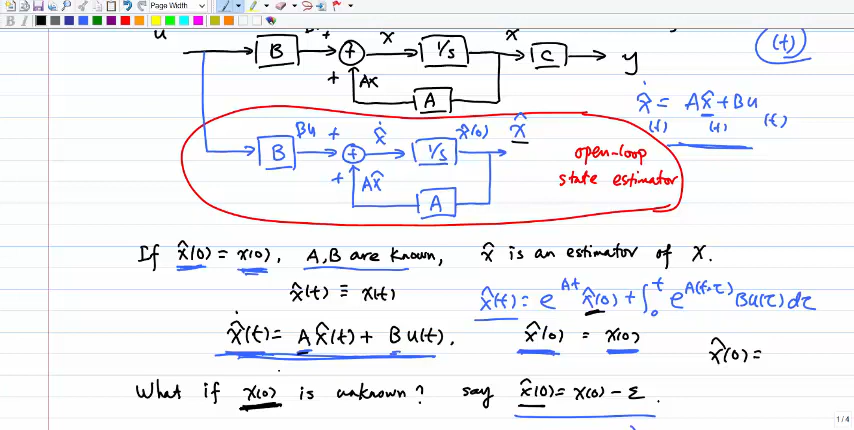 Page Width
B I
u B Bu + ẋ 1/s x C y
(t)
+ Ax A
x̂̇ = A x̂ + Bu
(t) (t) (t)
B Bu + x̂̇ 1/s x̂(0) x̂
+ Ax̂ A
open-loop
state estimator
If x̂(0) = x(0), A, B are known, x̂ is an estimator of x.
x̂(t) ≡ x(t)
x̂(t) = e^{At} x̂(0) + ∫₀ᵗ e^{A(t-τ)} Bu(τ) dτ
x̂̇(t) = A x̂(t) + B u(t). x̂(0) = x(0)
x̂(0) =
What if x(0) is unknown? say x̂(0) = x(0) - Σ
1 / 4